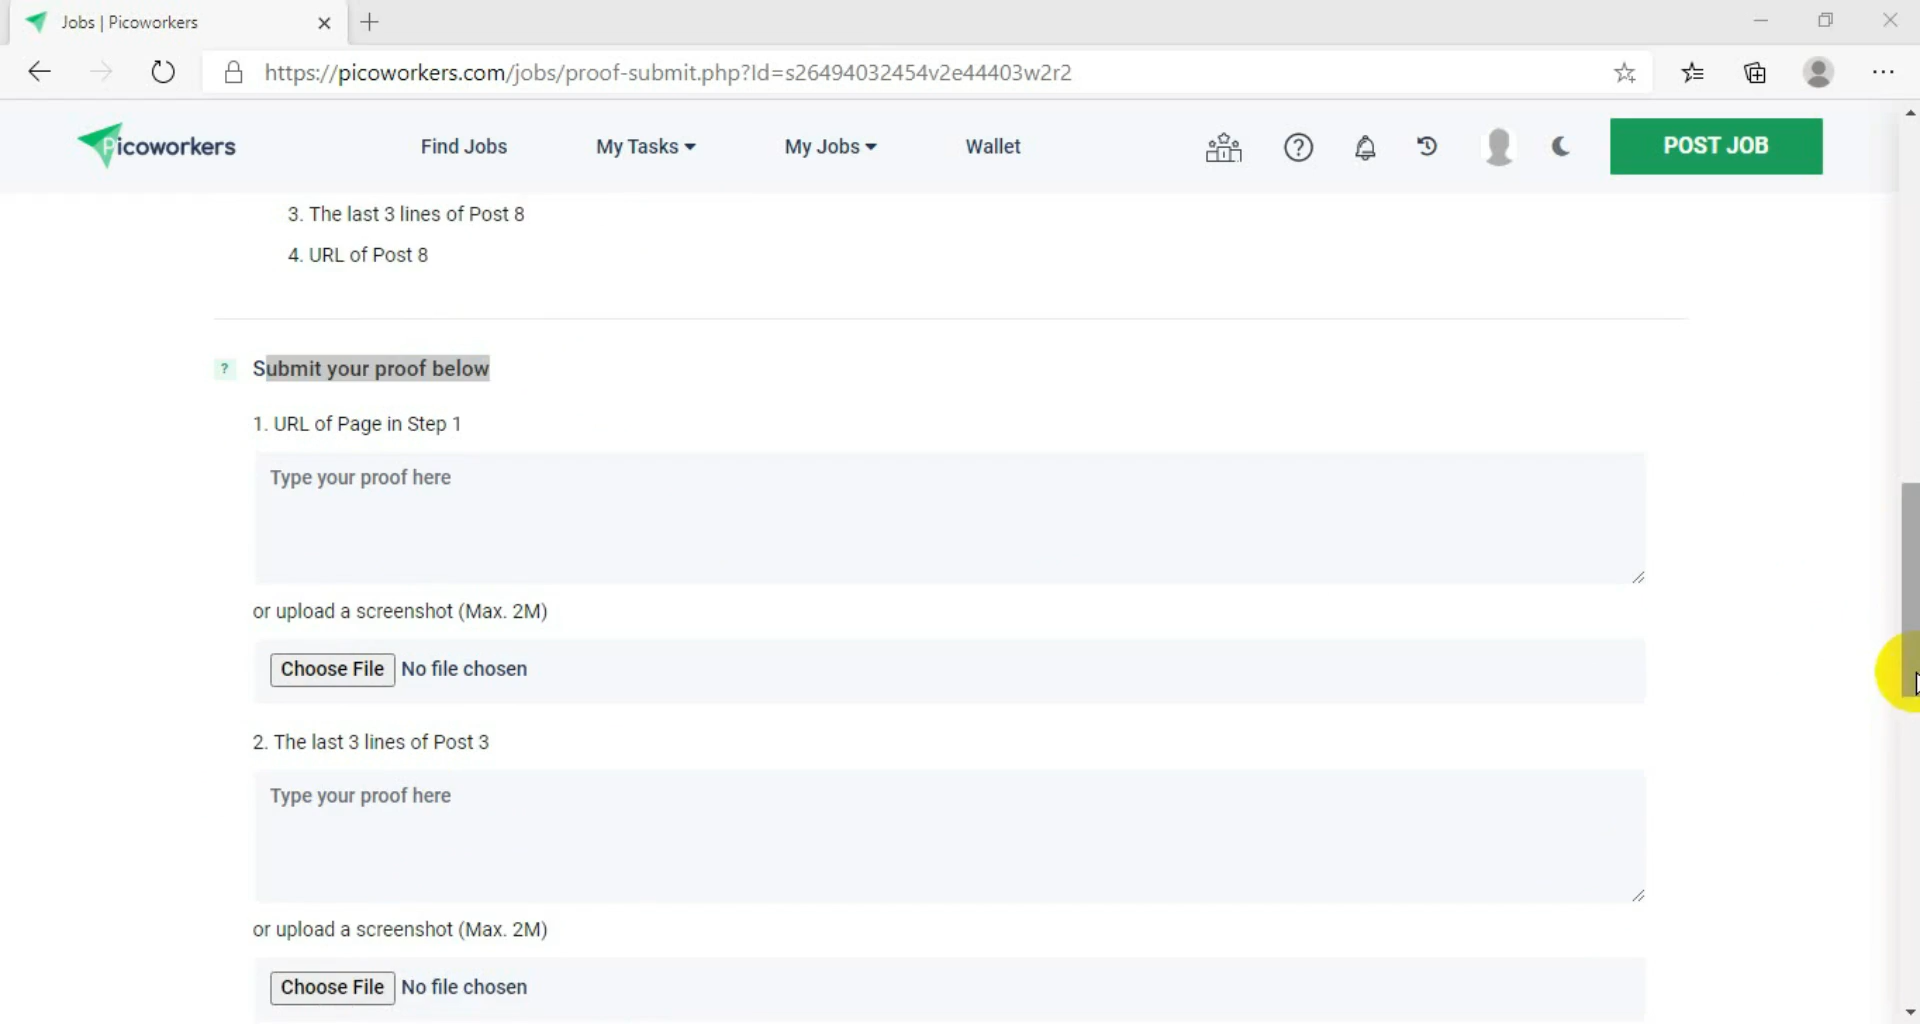 Jobs | Picoworkers
https://picoworkers.com/jobs/proof-submit.php?Id=s26494032454v2e44403w2r2
Picoworkers
Find Jobs
My Tasks
My Jobs
Wallet
POST JOB
3. The last 3 lines of Post 8
4. URL of Post 8
? Submit your proof below
1. URL of Page in Step 1
Type your proof here
or upload a screenshot (Max. 2M)
Choose File No file chosen
2. The last 3 lines of Post 3
Type your proof here
or upload a screenshot (Max. 2M)
Choose File No file chosen